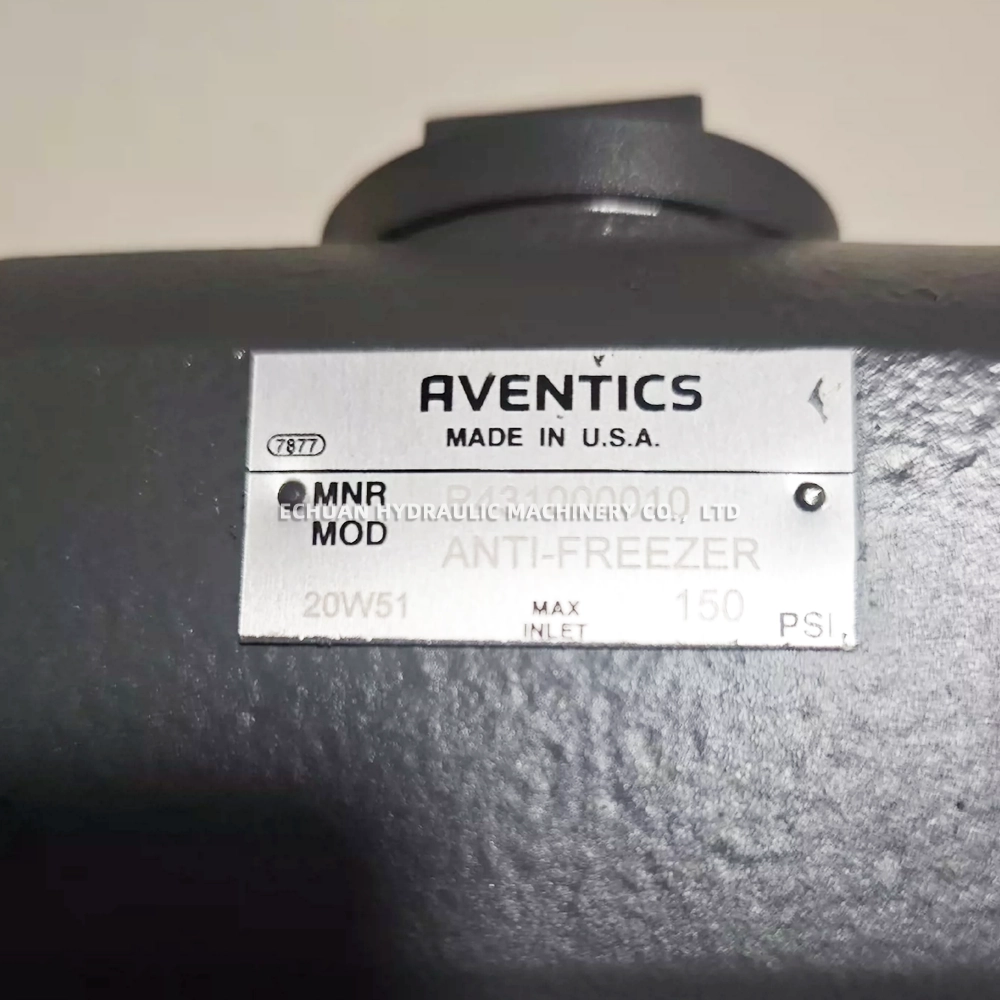 AVENTICS
MADE IN U.S.A.
7877
MNR R431000010
ECHUAN HYDRAULIC MACHINERY CO., LTD
MOD ANTI-FREEZER
20W51 MAX INLET 150 PSI